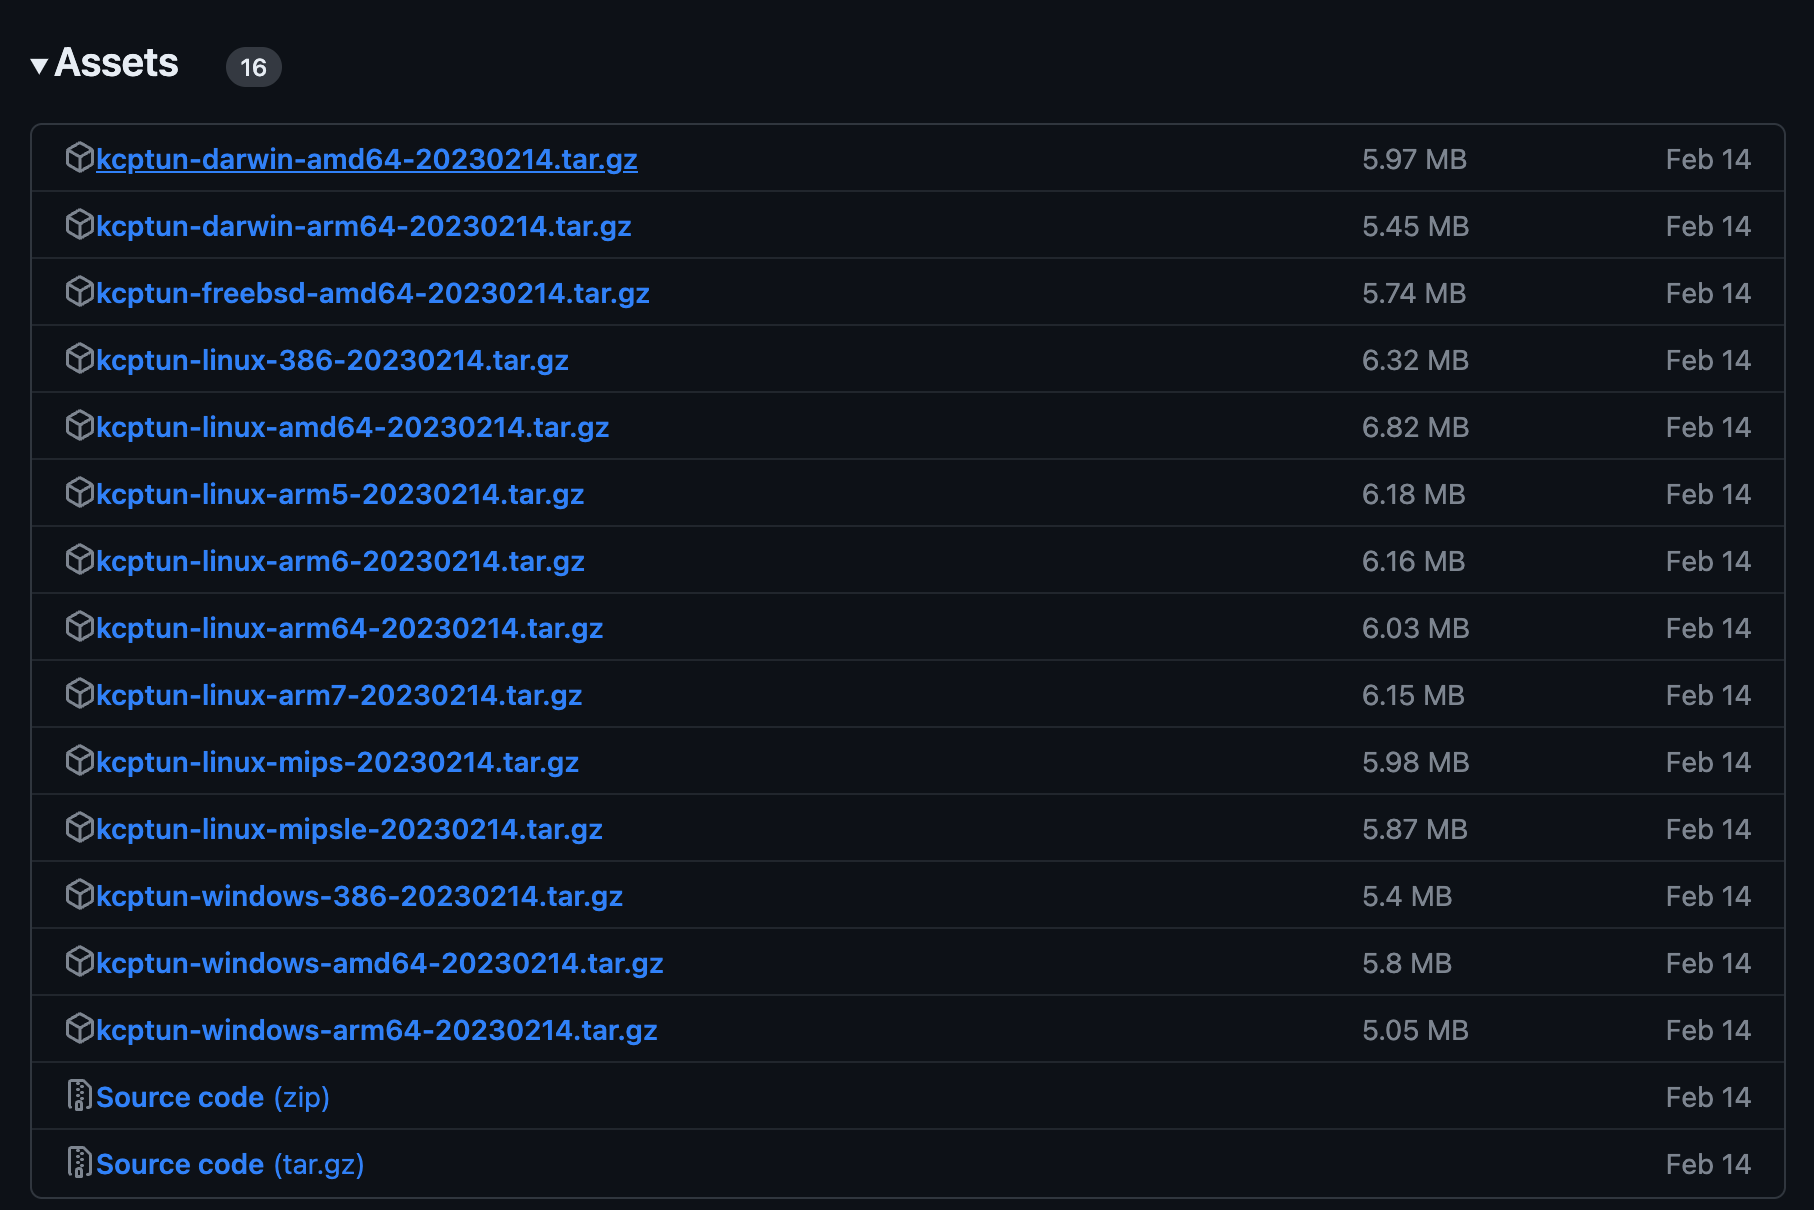 Assets 16
kcptun-darwin-amd64-20230214.tar.gz 5.97 MB Feb 14
kcptun-darwin-arm64-20230214.tar.gz 5.45 MB Feb 14
kcptun-freebsd-amd64-20230214.tar.gz 5.74 MB Feb 14
kcptun-linux-386-20230214.tar.gz 6.32 MB Feb 14
kcptun-linux-amd64-20230214.tar.gz 6.82 MB Feb 14
kcptun-linux-arm5-20230214.tar.gz 6.18 MB Feb 14
kcptun-linux-arm6-20230214.tar.gz 6.16 MB Feb 14
kcptun-linux-arm64-20230214.tar.gz 6.03 MB Feb 14
kcptun-linux-arm7-20230214.tar.gz 6.15 MB Feb 14
kcptun-linux-mips-20230214.tar.gz 5.98 MB Feb 14
kcptun-linux-mipsle-20230214.tar.gz 5.87 MB Feb 14
kcptun-windows-386-20230214.tar.gz 5.4 MB Feb 14
kcptun-windows-amd64-20230214.tar.gz 5.8 MB Feb 14
kcptun-windows-arm64-20230214.tar.gz 5.05 MB Feb 14
Source code (zip) Feb 14
Source code (tar.gz) Feb 14